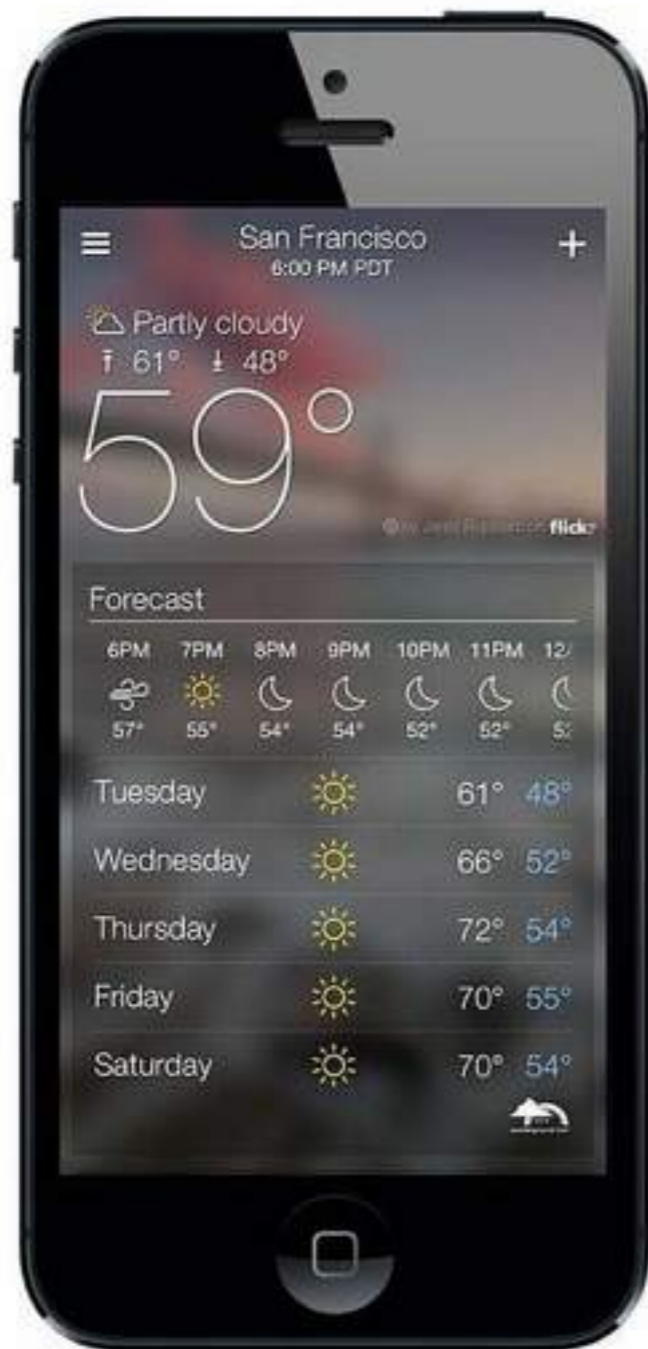 San Francisco
6:00 PM PDT
Partly cloudy
61° 48°
59°
flickr
Forecast
6PM 7PM 8PM 9PM 10PM 11PM 12
57° 55° 54° 54° 52° 52°
Tuesday 61° 48°
Wednesday 66° 52°
Thursday 72° 54°
Friday 70° 55°
Saturday 70° 54°